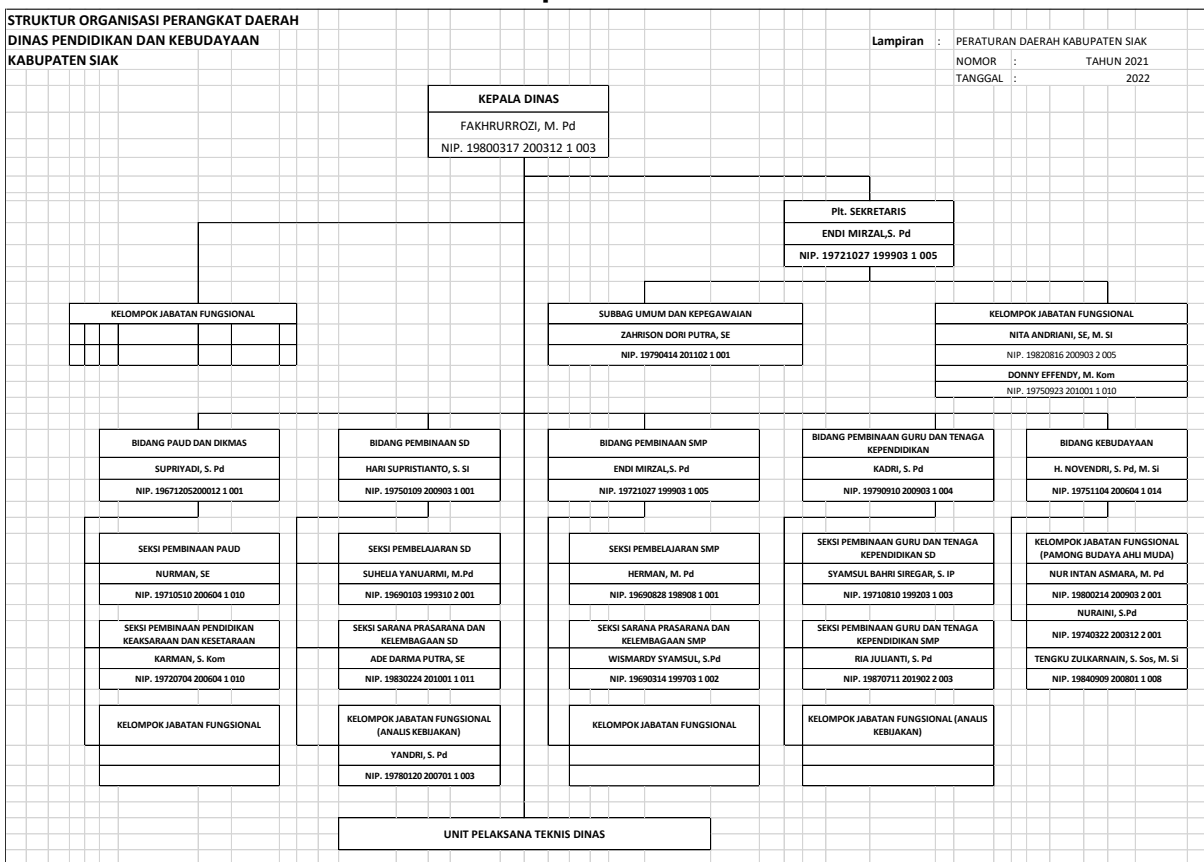 STRUKTUR ORGANISASI PERANGKAT DAERAH
DINAS PENDIDIKAN DAN KEBUDAYAAN
KABUPATEN SIAK
Lampiran : PERATURAN DAERAH KABUPATEN SIAK
NOMOR : TAHUN 2021
TANGGAL : 2022
KEPALA DINAS
FAKHRURROZI, M. Pd
NIP. 19800317 200312 1 003
Plt. SEKRETARIS
ENDI MIRZAL,S. Pd
NIP. 19721027 199903 1 005
KELOMPOK JABATAN FUNGSIONAL
SUBBAG UMUM DAN KEPEGAWAIAN
ZAHRISON DORI PUTRA, SE
NIP. 19790414 201102 1 001
KELOMPOK JABATAN FUNGSIONAL
NITA ANDRIANI, SE, M. SI
NIP. 19820816 200903 2 005
DONNY EFFENDY, M. Kom
NIP. 19750923 201001 1 010
BIDANG PAUD DAN DIKMAS
SUPRIYADI, S. Pd
NIP. 19671205200012 1 001
BIDANG PEMBINAAN SD
HARI SUPRISTIANTO, S. SI
NIP. 19750109 200903 1 001
BIDANG PEMBINAAN SMP
ENDI MIRZAL,S. Pd
NIP. 19721027 199903 1 005
BIDANG PEMBINAAN GURU DAN TENAGA
KEPENDIDIKAN
KADRI, S. Pd
NIP. 19790910 200903 1 004
BIDANG KEBUDAYAAN
H. NOVENDRI, S. Pd, M. Si
NIP. 19751104 200604 1 014
SEKSI PEMBINAAN PAUD
NURMAN, SE
NIP. 19710510 200604 1 010
SEKSI PEMBINAAN PENDIDIKAN
KEAKSARAAN DAN KESETARAAN
KARMAN, S. Kom
NIP. 19720704 200604 1 010
KELOMPOK JABATAN FUNGSIONAL
SEKSI PEMBELAJARAN SD
SUHELIA YANUARMI, M.Pd
NIP. 19690103 199310 2 001
SEKSI SARANA PRASARANA DAN
KELEMBAGAAN SD
ADE DARMA PUTRA, SE
NIP. 19830224 201001 1 011
KELOMPOK JABATAN FUNGSIONAL
(ANALIS KEBIJAKAN)
YANDRI, S. Pd
NIP. 19780120 200701 1 003
SEKSI PEMBELAJARAN SMP
HERMAN, M. Pd
NIP. 19690828 198908 1 001
SEKSI SARANA PRASARANA DAN
KELEMBAGAAN SMP
WISMARDY SYAMSUL, S.Pd
NIP. 19690314 199703 1 002
KELOMPOK JABATAN FUNGSIONAL
SEKSI PEMBINAAN GURU DAN TENAGA
KEPENDIDIKAN SD
SYAMSUL BAHRI SIREGAR, S. IP
NIP. 19710810 199203 1 003
SEKSI PEMBINAAN GURU DAN TENAGA
KEPENDIDIKAN SMP
RIA JULIANTI, S. Pd
NIP. 19870711 201902 2 003
KELOMPOK JABATAN FUNGSIONAL (ANALIS
KEBIJAKAN)
KELOMPOK JABATAN FUNGSIONAL
(PAMONG BUDAYA AHLI MUDA)
NUR INTAN ASMARA, M. Pd
NIP. 19800214 200903 2 001
NURAINI, S.Pd
NIP. 19740322 200312 2 001
TENGKU ZULKARNAIN, S. Sos, M. Si
NIP. 19840909 200801 1 008
UNIT PELAKSANA TEKNIS DINAS